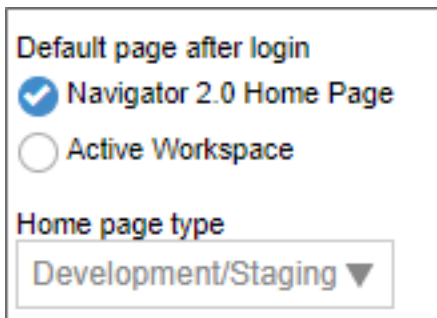 Default page after login
Navigator 2.0 Home Page
Active Workspace
Home page type
Development/Staging